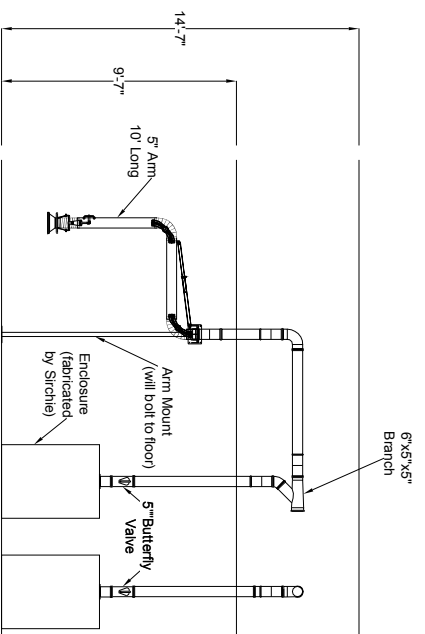 14'-7"
9'-7"
5" Arm
10' Long
Arm Mount
(will bolt to floor)
Enclosure
(fabricated
by Sirchie)
5""Butterfly
Valve
6"x5"x5"
Branch